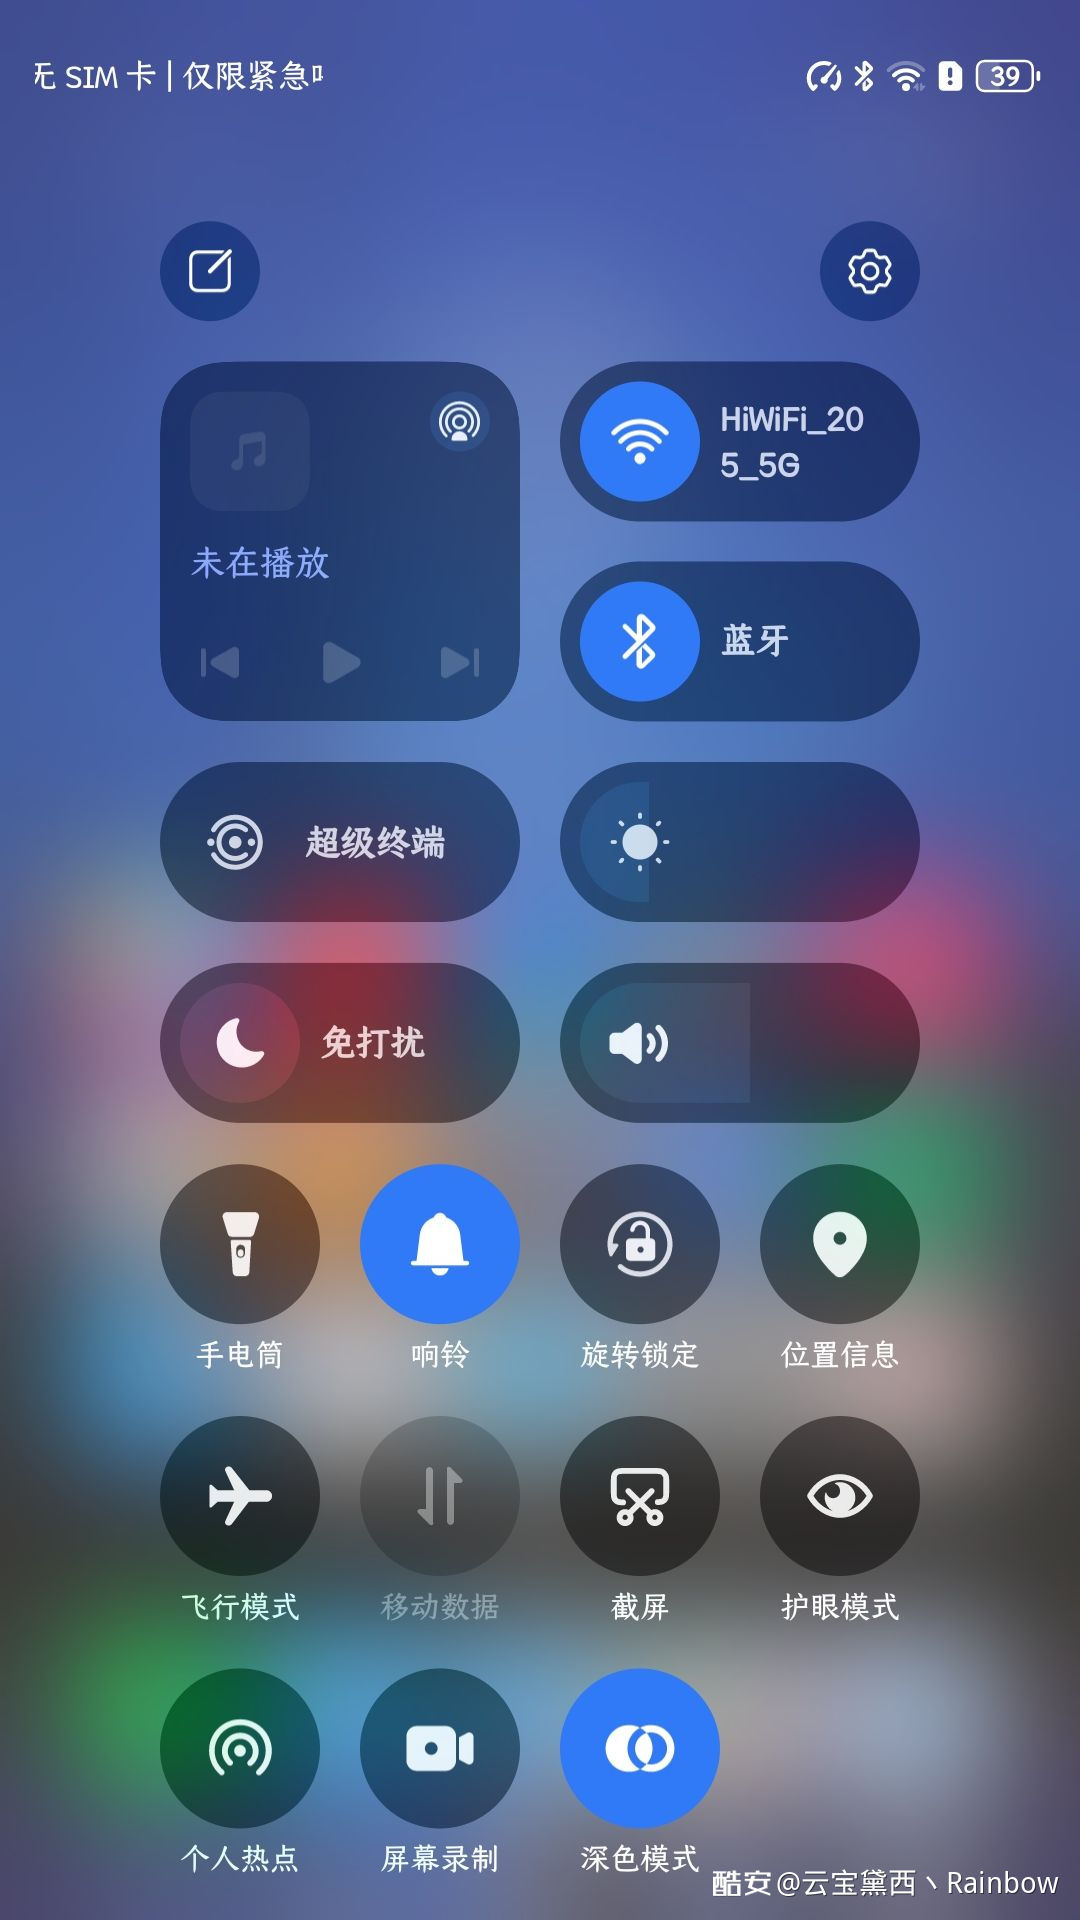 无 SIM 卡 | 仅限紧急
39
HiWiFi_20
5_5G
未在播放
蓝牙
超级终端
免打扰
手电筒
响铃
旋转锁定
位置信息
飞行模式
移动数据
截屏
护眼模式
个人热点
屏幕录制
深色模式
酷安 @云宝黛西丶Rainbow